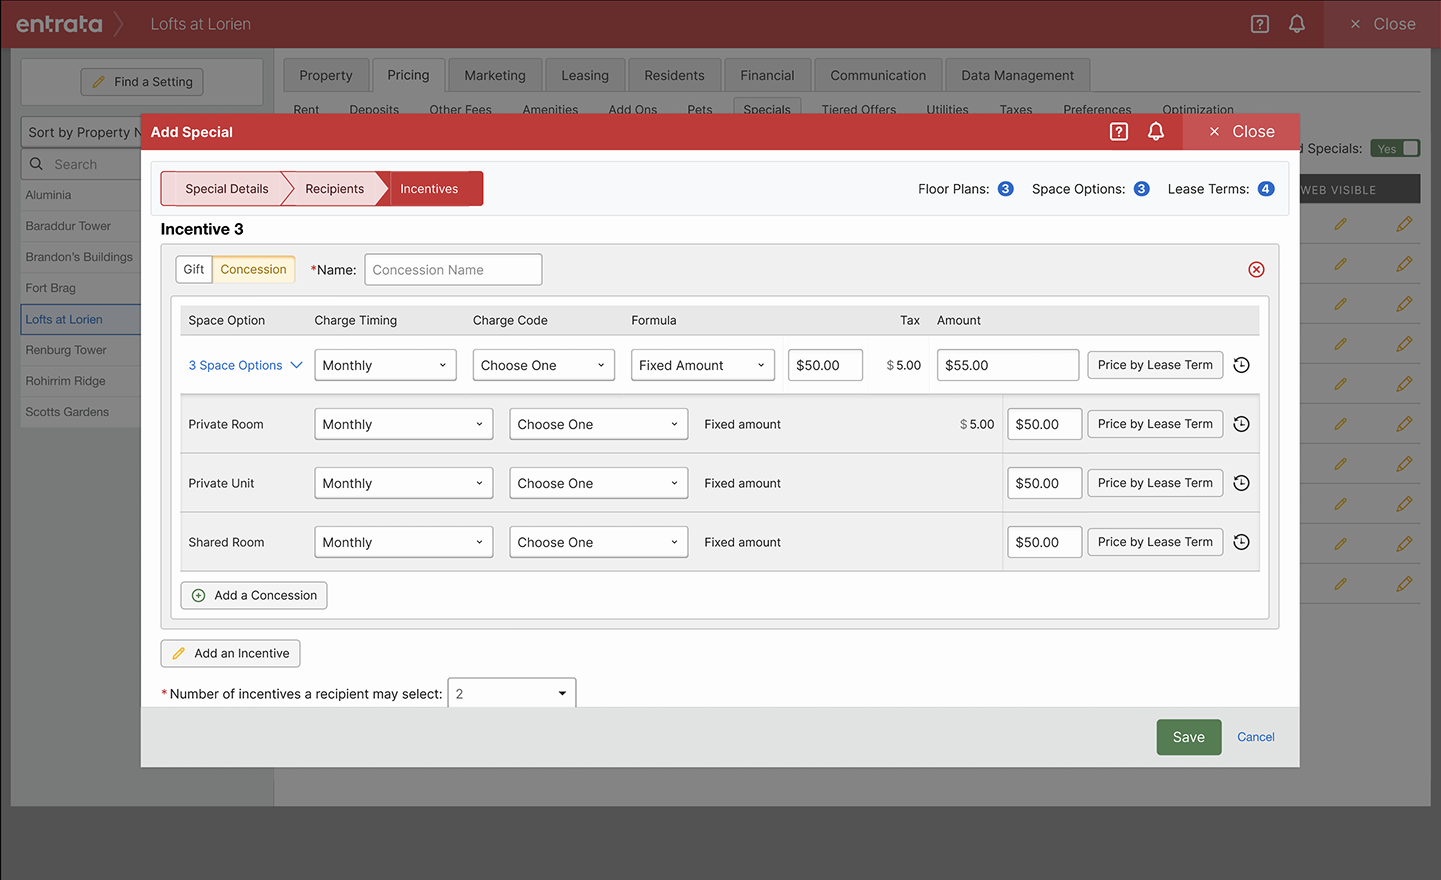 entrata
Lofts at Lorien
Close
Find a Setting
Property
Pricing
Marketing
Leasing
Residents
Financial
Communication
Data Management
Rent
Deposits
Other Fees
Amenities
Add Ons
Pets
Specials
Tiered Offers
Utilities
Taxes
Preferences
Optimization
Sort by Property N
Search
Aluminia
Baraddur Tower
Brandon's Buildings
Fort Brag
Lofts at Lorien
Renburg Tower
Rohirrim Ridge
Scotts Gardens
d Specials: Yes
WEB VISIBLE
Add Special
Close
Special Details
Recipients
Incentives
Floor Plans: 3
Space Options: 3
Lease Terms: 4
Incentive 3
Gift
Concession
*Name: Concession Name
Space Option Charge Timing Charge Code Formula Tax Amount
3 Space Options Monthly Choose One Fixed Amount $50.00 $ 5.00 $55.00 Price by Lease Term
Private Room Monthly Choose One Fixed amount $ 5.00 $50.00 Price by Lease Term
Private Unit Monthly Choose One Fixed amount $50.00 Price by Lease Term
Shared Room Monthly Choose One Fixed amount $50.00 Price by Lease Term
Add a Concession
Add an Incentive
* Number of incentives a recipient may select: 2
Save
Cancel